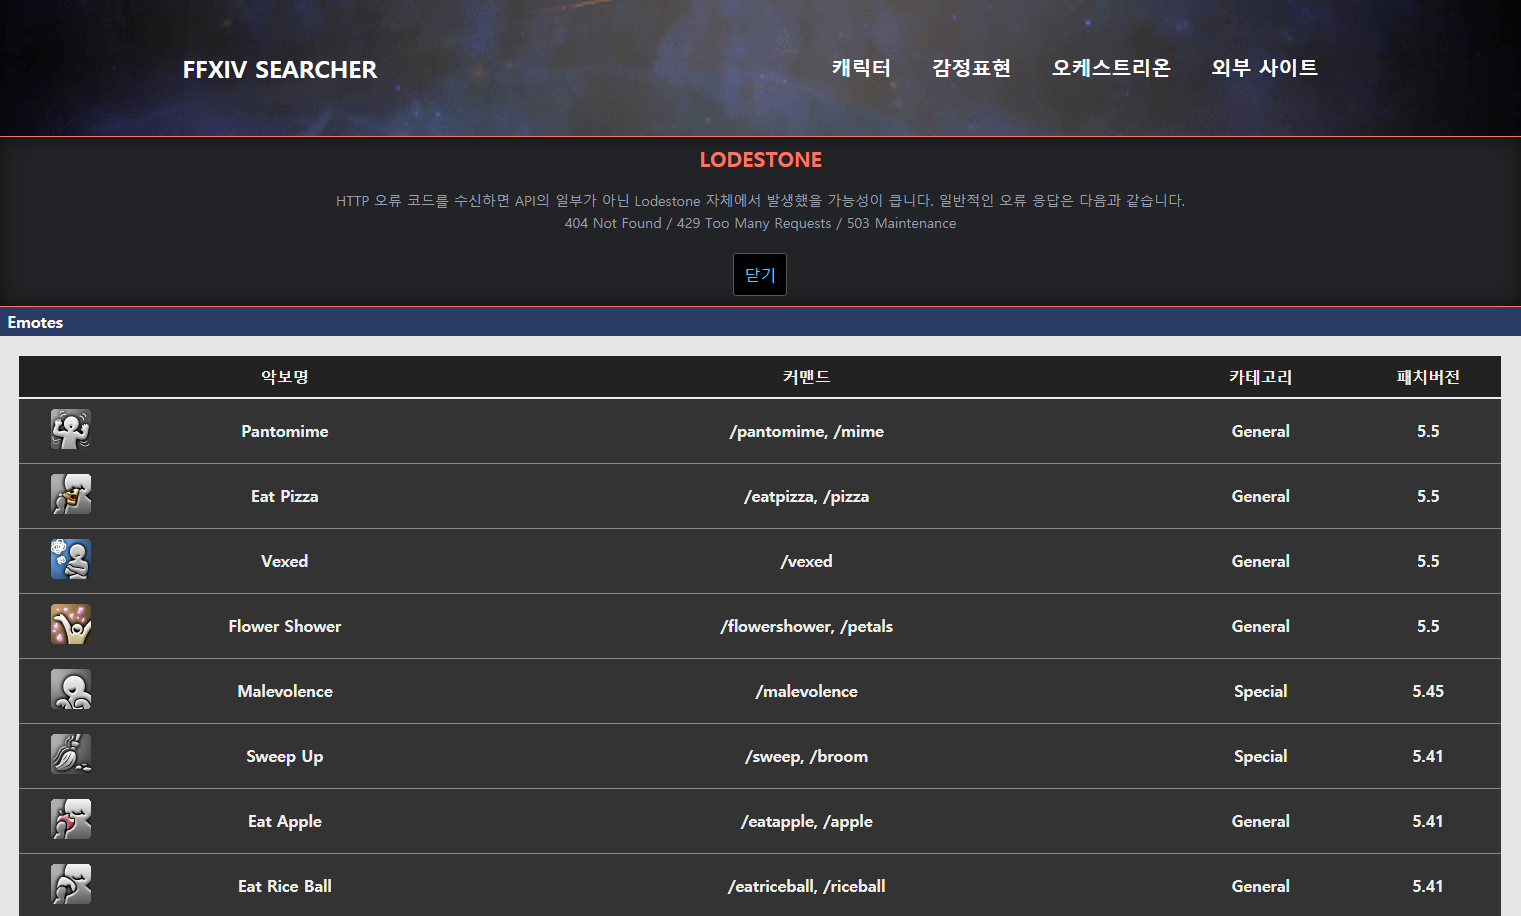 FFXIV SEARCHER 캐릭터 감정표현 오케스트리온 외부 사이트
LODESTONE
HTTP 오류 코드를 수신하면 API의 일부가 아닌 Lodestone 자체에서 발생했을 가능성이 큽니다. 일반적인 오류 응답은 다음과 같습니다.
404 Not Found / 429 Too Many Requests / 503 Maintenance
닫기
Emotes
악보명 커맨드 카테고리 패치버전
Pantomime /pantomime, /mime General 5.5
Eat Pizza /eatpizza, /pizza General 5.5
Vexed /vexed General 5.5
Flower Shower /flowershower, /petals General 5.5
Malevolence /malevolence Special 5.45
Sweep Up /sweep, /broom Special 5.41
Eat Apple /eatapple, /apple General 5.41
Eat Rice Ball /eatriceball, /riceball General 5.41